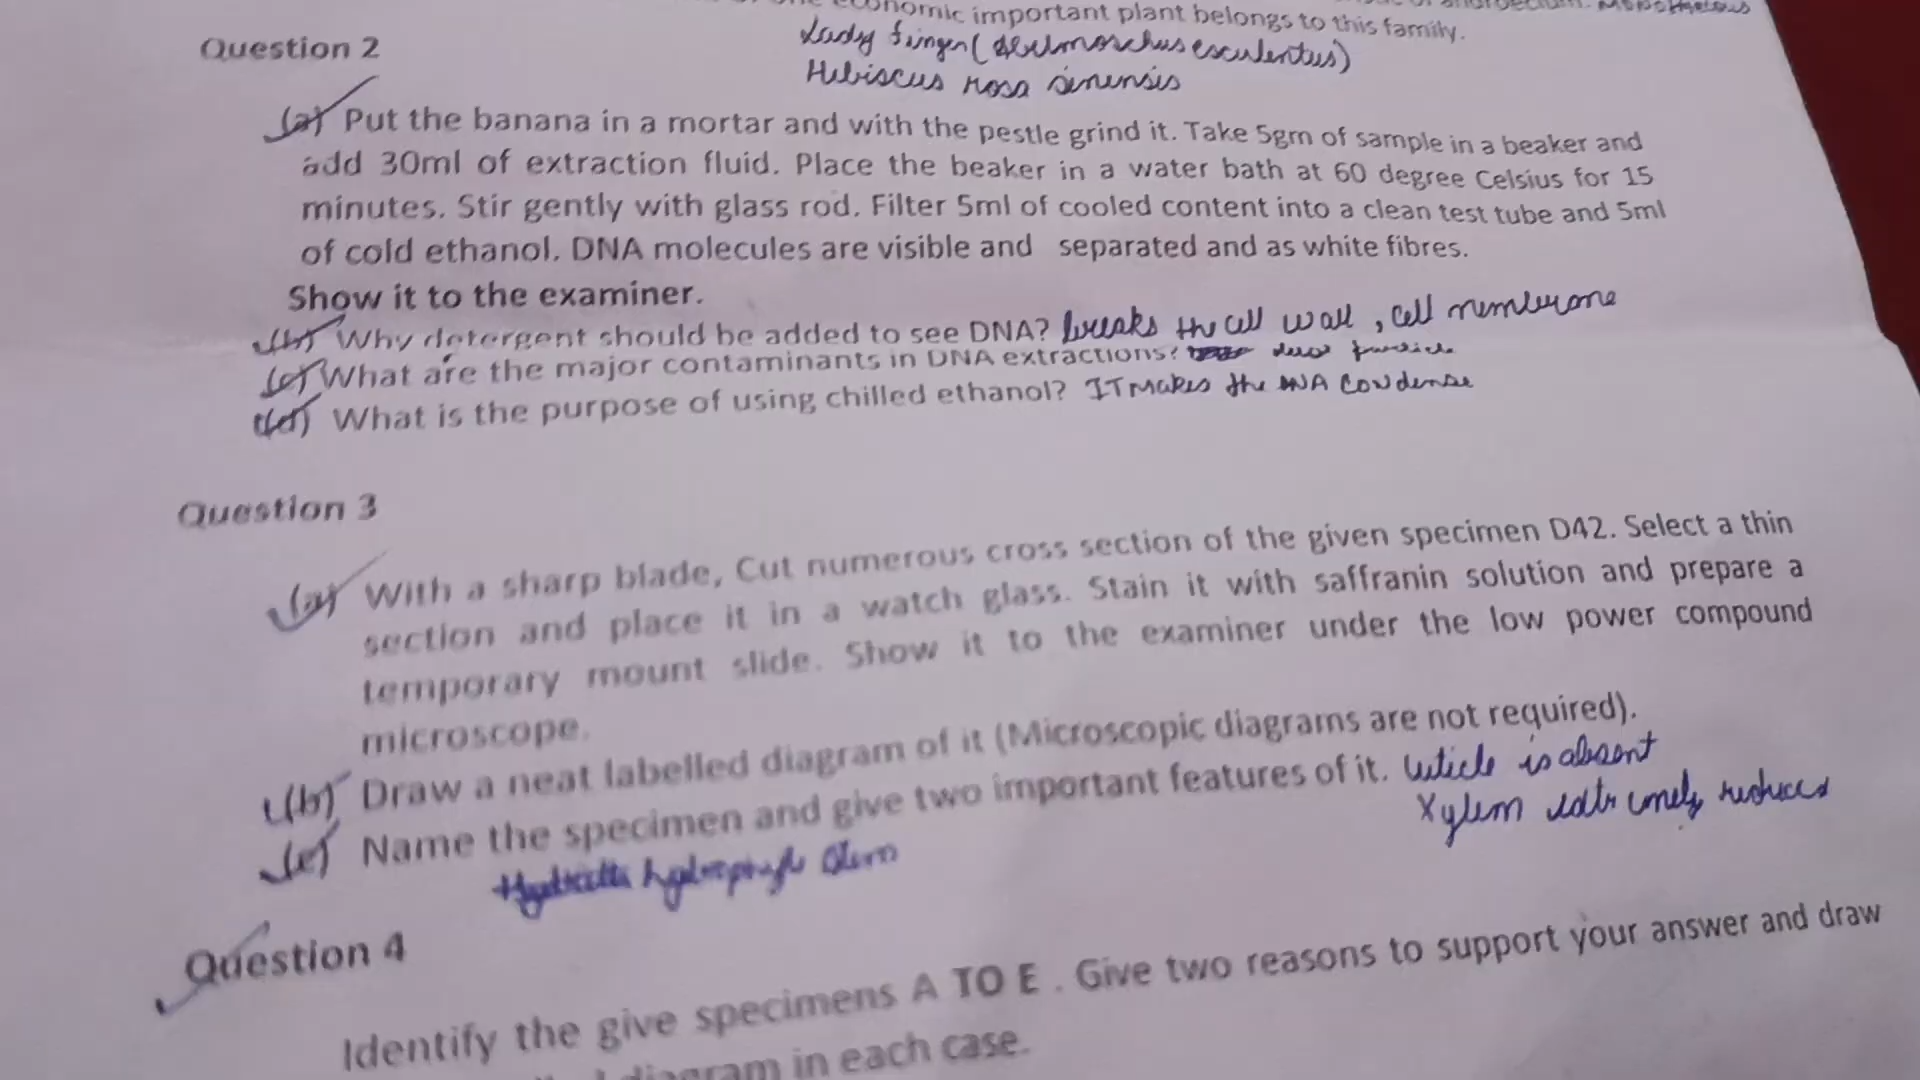 economic important plant belongs to this family.
Lady finger (Abelmoschus esculentus)
Hibiscus rosa sinensis
Question 2
(a) Put the banana in a mortar and with the pestle grind it. Take 5gm of sample in a beaker and
add 30ml of extraction fluid. Place the beaker in a water bath at 60 degree Celsius for 15
minutes. Stir gently with glass rod. Filter 5ml of cooled content into a clean test tube and 5ml
of cold ethanol. DNA molecules are visible and separated and as white fibres.
Show it to the examiner.
(b) Why detergent should be added to see DNA? breaks the cell wall, cell membrane
(c) What are the major contaminants in DNA extractions? dust particle
(d) What is the purpose of using chilled ethanol? IT makes the DNA condense
Question 3
(a) With a sharp blade, Cut numerous cross section of the given specimen D42. Select a thin
section and place it in a watch glass. Stain it with saffranin solution and prepare a
temporary mount slide. Show it to the examiner under the low power compound
microscope.
(b) Draw a neat labelled diagram of it (Microscopic diagrams are not required).
(c) Name the specimen and give two important features of it. Cuticle is absent
Xylem extremely reduced
Stem
Question 4
Identify the give specimens A TO E . Give two reasons to support your answer and draw
diagram in each case.